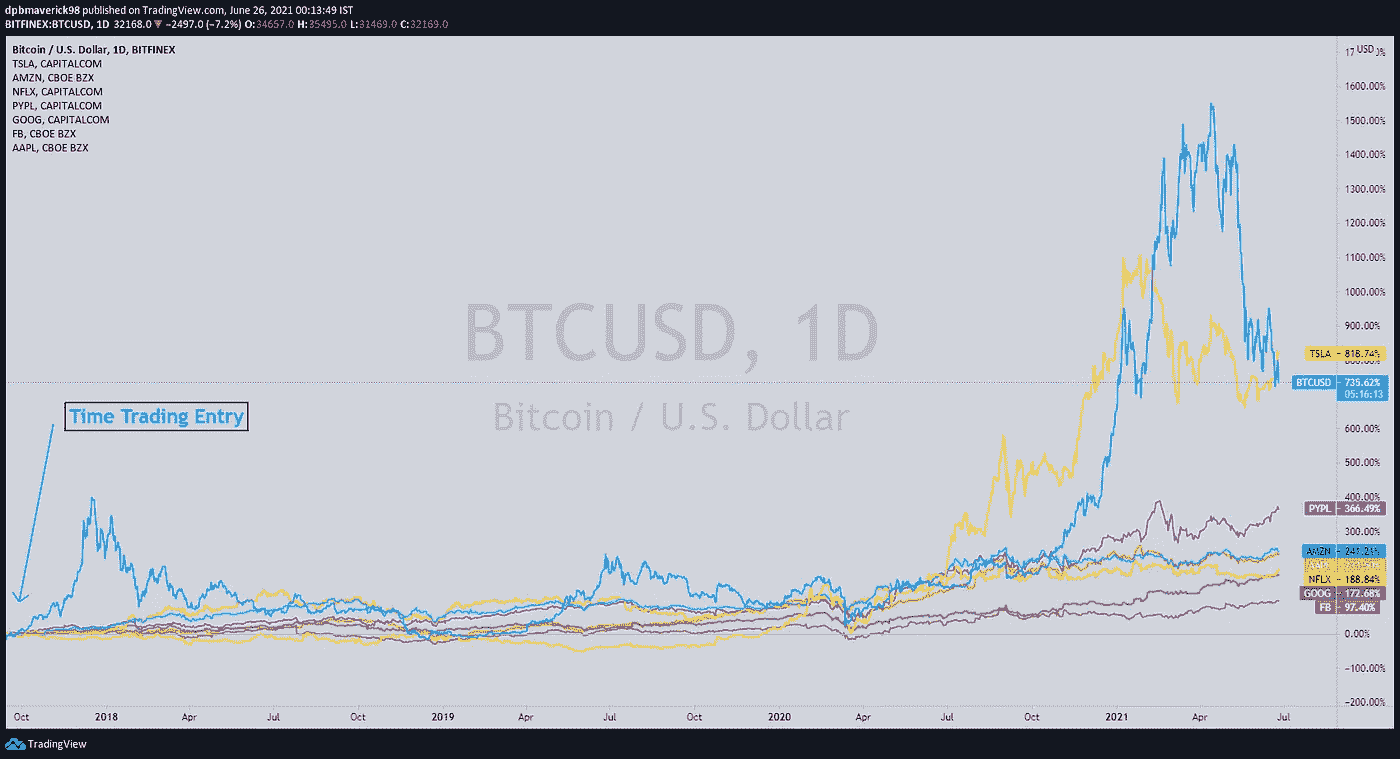 dpbmaverick98 published on TradingView.com, June 26, 2021 00:13:49 IST
BITFINEX:BTCUSD, 1D 32168.0 ▼ −2497.0 (−7.2%) O:34657.0 H:35495.0 L:31469.0 C:32169.0
Bitcoin / U.S. Dollar, 1D, BITFINEX
TSLA, CAPITALCOM
AMZN, CBOE BZX
NFLX, CAPITALCOM
PYPL, CAPITALCOM
GOOG, CAPITALCOM
FB, CBOE BZX
AAPL, CBOE BZX
USD
1600.00%
1500.00%
1400.00%
1300.00%
1200.00%
1100.00%
1000.00%
900.00%
BTCUSD, 1D
Bitcoin / U.S. Dollar
TSLA 818.74%
BTCUSD 735.62%
05:16:13
Time Trading Entry
600.00%
500.00%
400.00%
PYPL 366.49%
300.00%
AMZN
NFLX 188.84%
GOOG 172.68%
FB 97.40%
0.00%
−100.00%
−200.00%
Oct 2018 Apr Jul Oct 2019 Apr Jul Oct 2020 Apr Jul Oct 2021 Apr Jul
TradingView